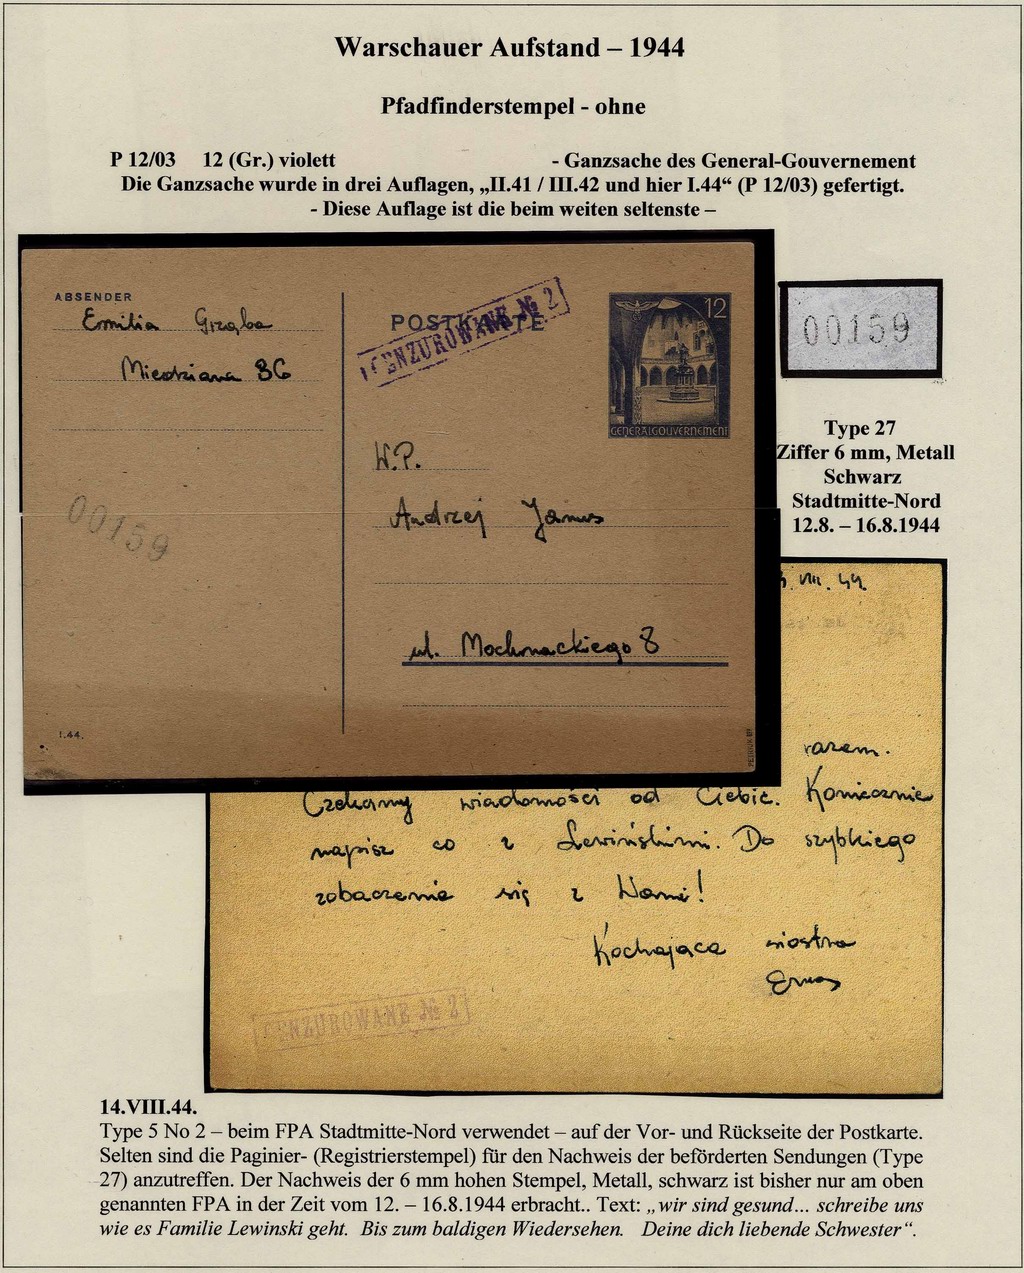 Warschauer Aufstand – 1944
Pfadfinderstempel - ohne
P 12/03 12 (Gr.) violett - Ganzsache des General-Gouvernement
Die Ganzsache wurde in drei Auflagen, „II.41 / III.42 und hier I.44“ (P 12/03) gefertigt.
- Diese Auflage ist die beim weiten seltenste –
ABSENDER
Emilia Grzęba
Miedziana 36
00159
I.44.
POSTKARTE
CENZUROWANE № 2
12
GENERALGOUVERNEMENT
W.P.
Andrzej Janus
ul. Mochnackiego 8
00159
Type 27
Ziffer 6 mm, Metall
Schwarz
Stadtmitte-Nord
12.8. – 16.8.1944
VIII. 44.
razem.
Czekamy wiadomości od Ciebie. Koniecznie
napisz co z Lewińskimi. Do szybkiego
zobaczenia się z Wami!
Kochająca siostra
CENZUROWANE № 2
14.VIII.44.
Type 5 No 2 – beim FPA Stadtmitte-Nord verwendet – auf der Vor- und Rückseite der Postkarte.
Selten sind die Paginier- (Registrierstempel) für den Nachweis der beförderten Sendungen (Type
27) anzutreffen. Der Nachweis der 6 mm hohen Stempel, Metall, schwarz ist bisher nur am oben
genannten FPA in der Zeit vom 12. – 16.8.1944 erbracht.. Text: „wir sind gesund... schreibe uns
wie es Familie Lewinski geht. Bis zum baldigen Wiedersehen. Deine dich liebende Schwester“.